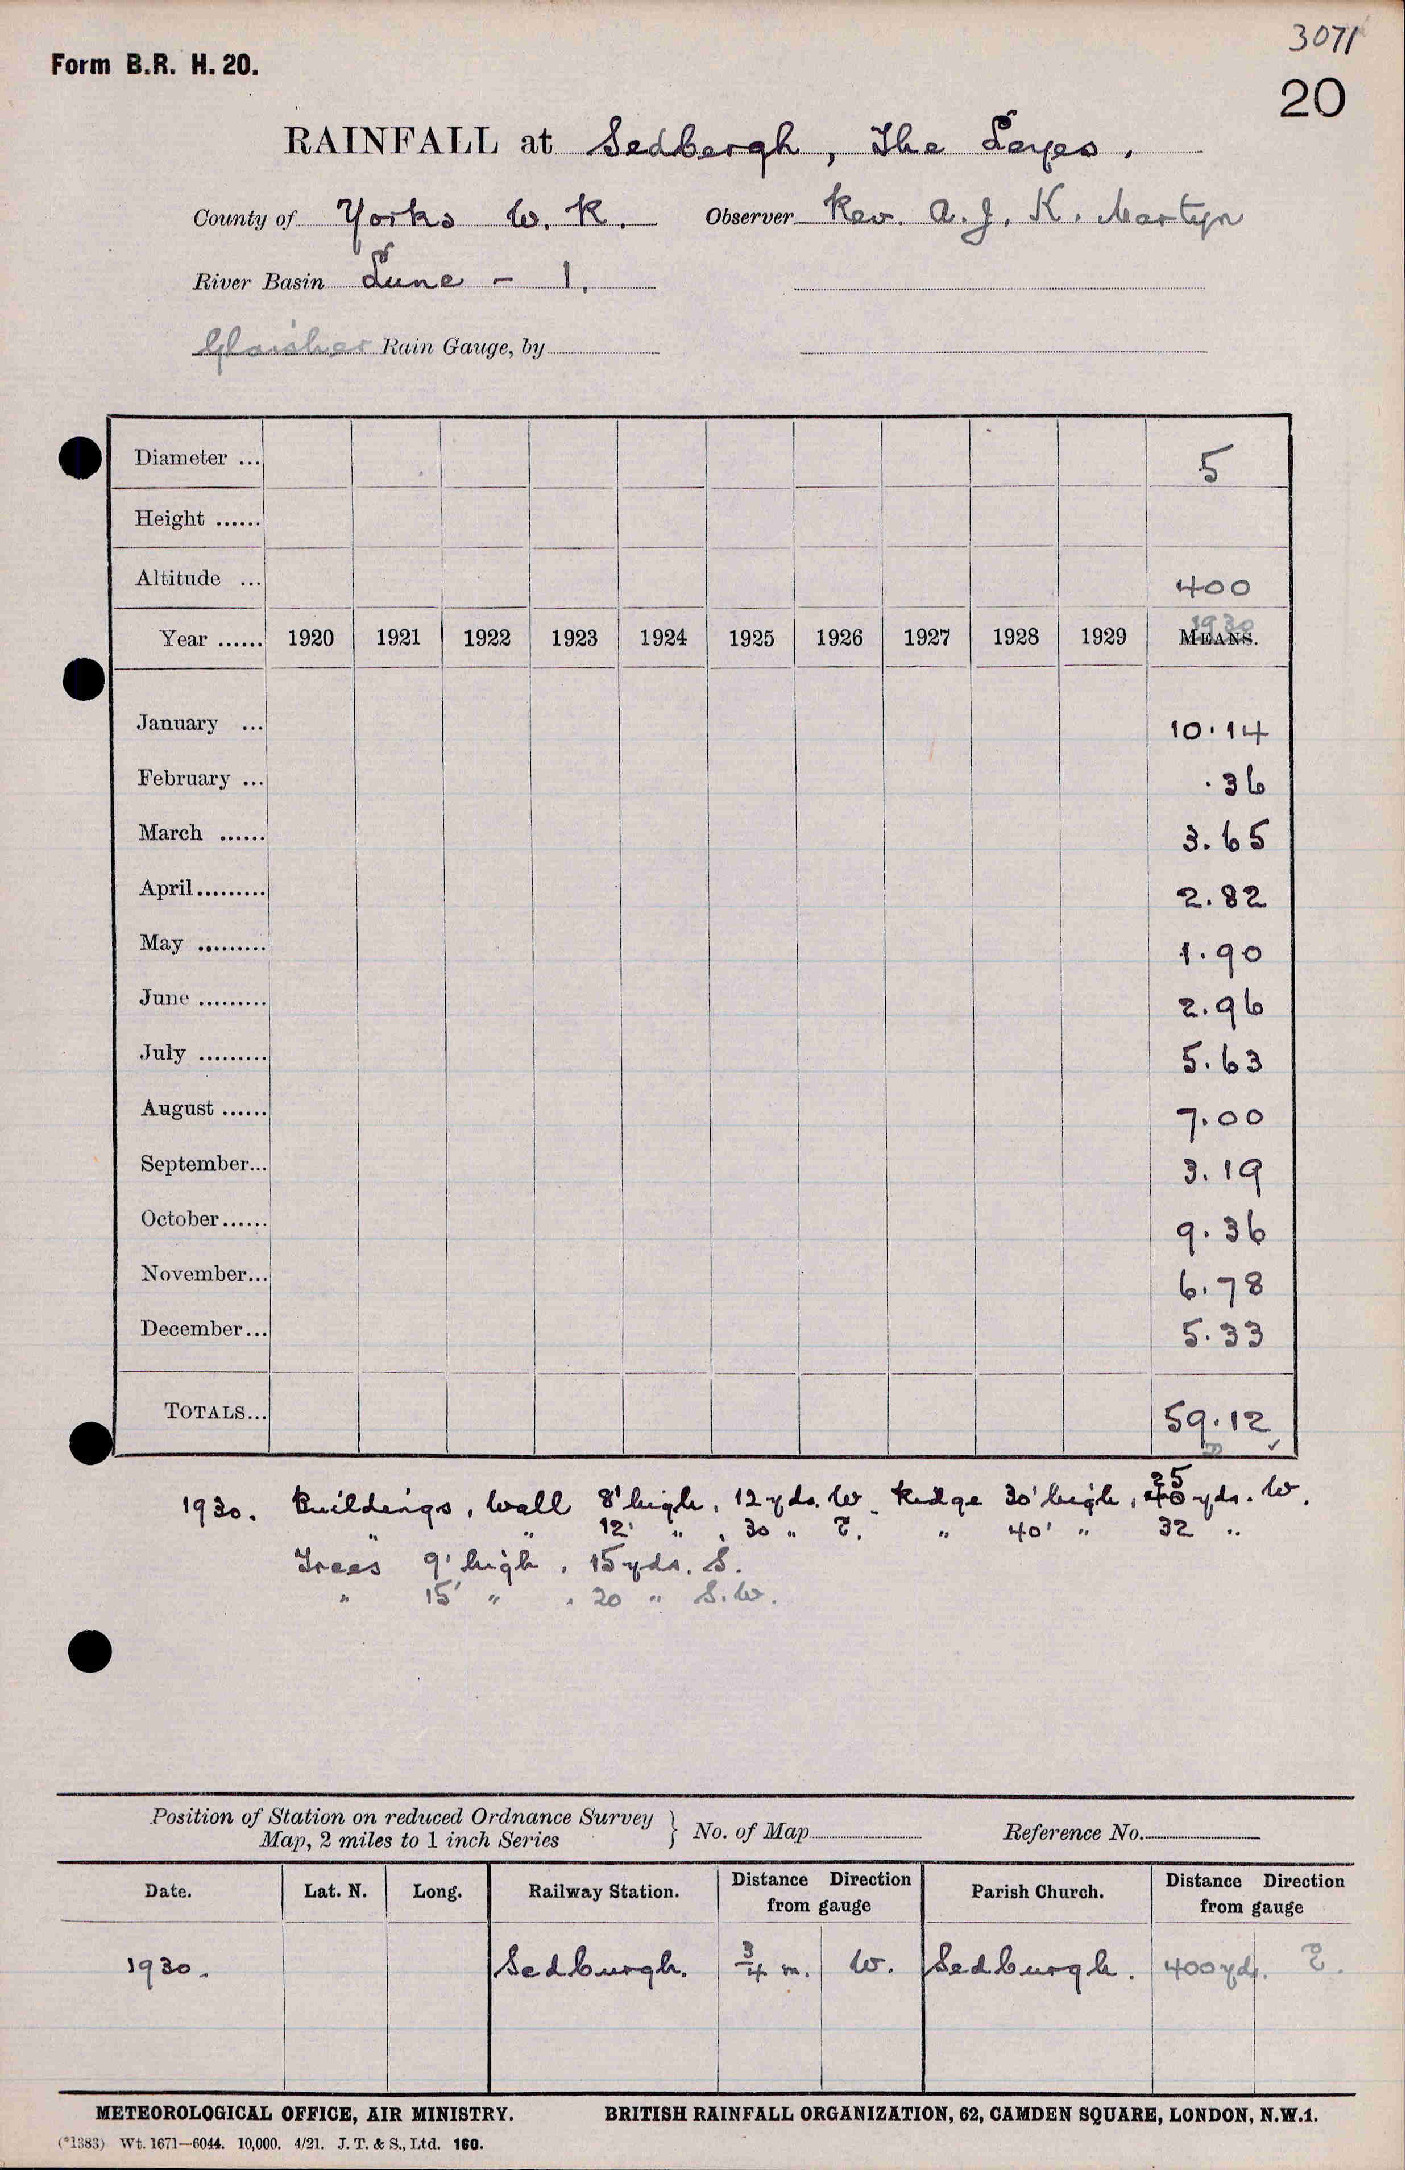 3071
Form B.R. H. 20.
20
RAINFALL at Sedbergh, The Leyes.
County of Yorks W. R. Observer Rev. A. J. K. Martyn
River Basin Lune - 1.
Glaisher Rain Gauge, by
Diameter ... 5
Height ......
Altitude ... 400
1930
Year ...... 1920 1921 1922 1923 1924 1925 1926 1927 1928 1929 MEANS.
January ... 10.14
February ... .36
March ...... 3.65
April......... 2.82
May ......... 1.90
June ......... 2.96
July ......... 5.63
August ...... 7.00
September... 3.19
October...... 9.36
November... 6.78
December... 5.33
TOTALS... 59.12
1930. Buildings, Wall 8' high, 12 yds. W. Ridge 30' high, 40 25 yds. W.
" " 12' " , 30 " E. " 40' " 32 "
Trees 9' high, 15 yds. S.
" 15' " , 20 " S.W.
Position of Station on reduced Ordnance Survey
Map, 2 miles to 1 inch Series } No. of Map Reference No.
Date. Lat. N. Long. Railway Station. Distance Direction from gauge Parish Church. Distance Direction from gauge
1930. Sedburgh. 3/4 m. W. Sedburgh. 400 yds. E.
METEOROLOGICAL OFFICE, AIR MINISTRY. BRITISH RAINFALL ORGANIZATION, 62, CAMDEN SQUARE, LONDON, N.W.1.
(*1383) Wt. 1671—6044. 10,000. 4/21. J. T. & S., Ltd. 160.